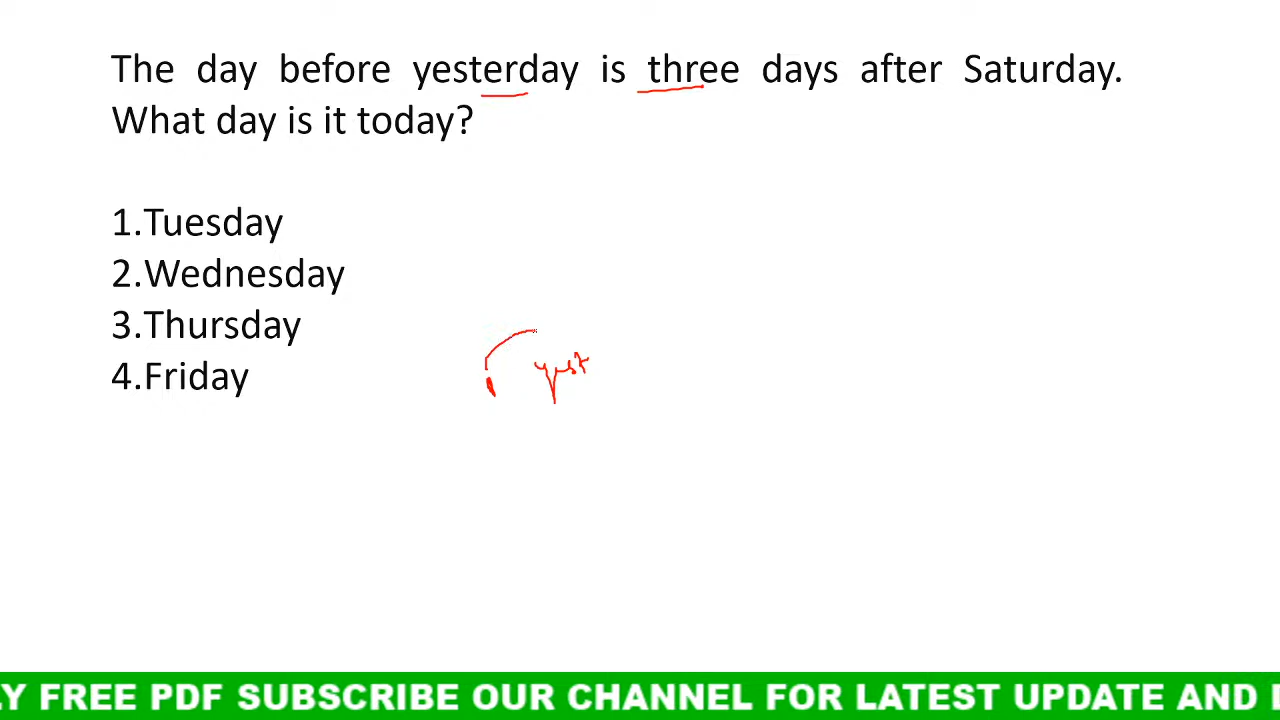 The day before yesterday is three days after Saturday.
What day is it today?
1.Tuesday
2.Wednesday
3.Thursday
4.Friday
yest
Y FREE PDF SUBSCRIBE OUR CHANNEL FOR LATEST UPDATE AND